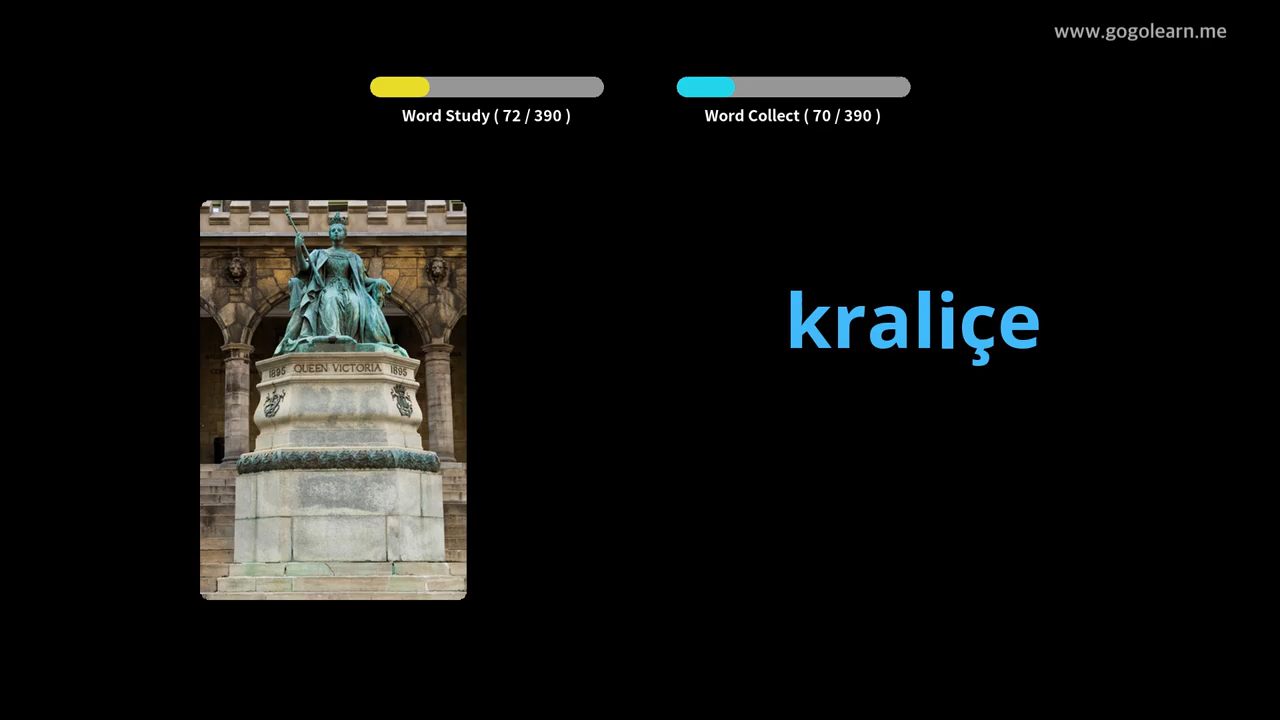 www.gogolearn.me
Word Study ( 72 / 390 )
Word Collect ( 70 / 390 )
kraliçe
1895 QUEEN VICTORIA 1895